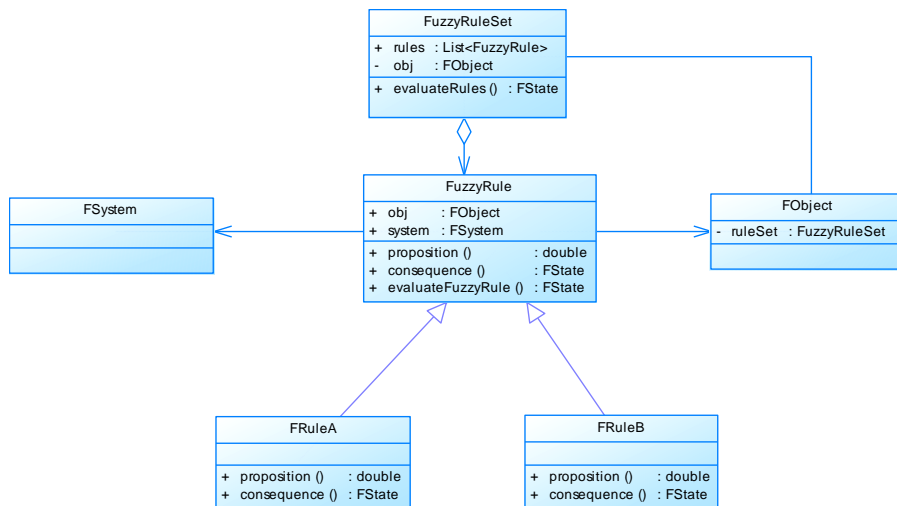 FuzzyRuleSet
+ rules : List<FuzzyRule>
- obj : FObject
+ evaluateRules () : FState
FuzzyRule
+ obj : FObject
+ system : FSystem
+ proposition () : double
+ consequence () : FState
+ evaluateFuzzyRule () : FState
FSystem
FObject
- ruleSet : FuzzyRuleSet
FRuleA
+ proposition () : double
+ consequence () : FState
FRuleB
+ proposition () : double
+ consequence () : FState